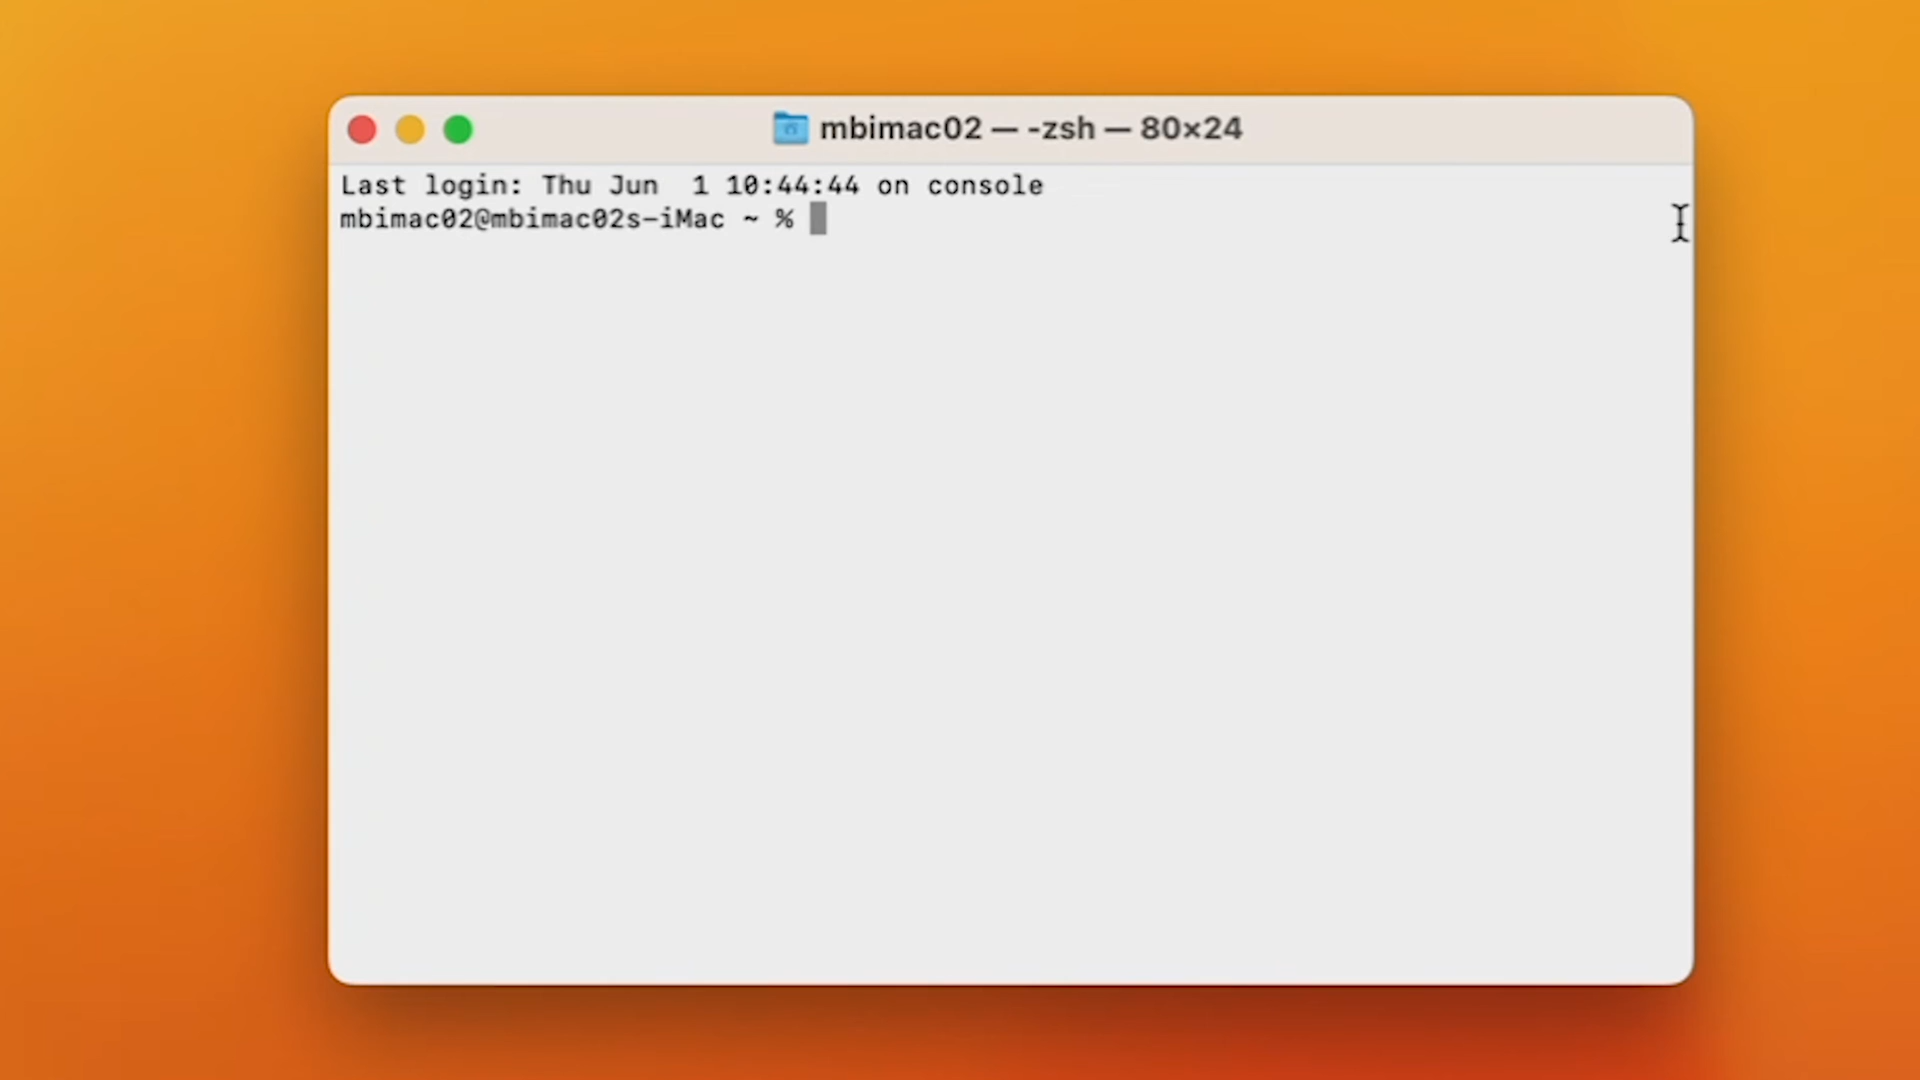 mbimac02 — -zsh — 80×24
Last login: Thu Jun  1 10:44:44 on console
mbimac02@mbimac02s-iMac ~ %